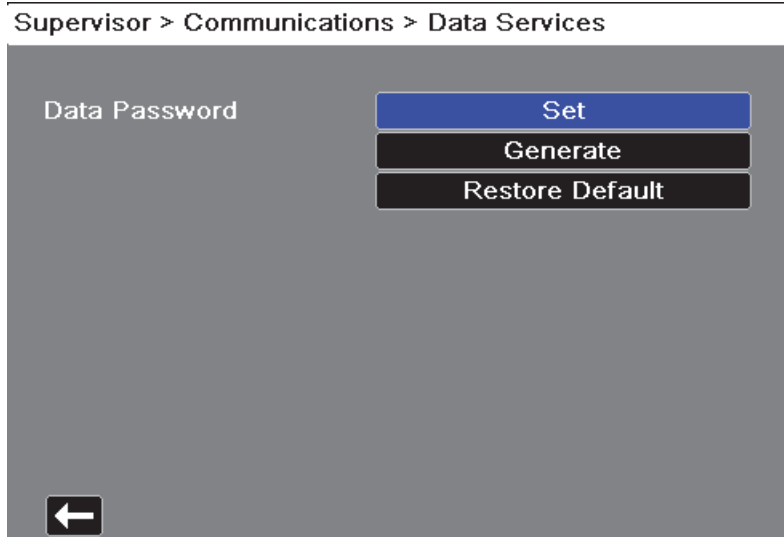 Supervisor > Communications > Data Services
Data Password
Set
Generate
Restore Default